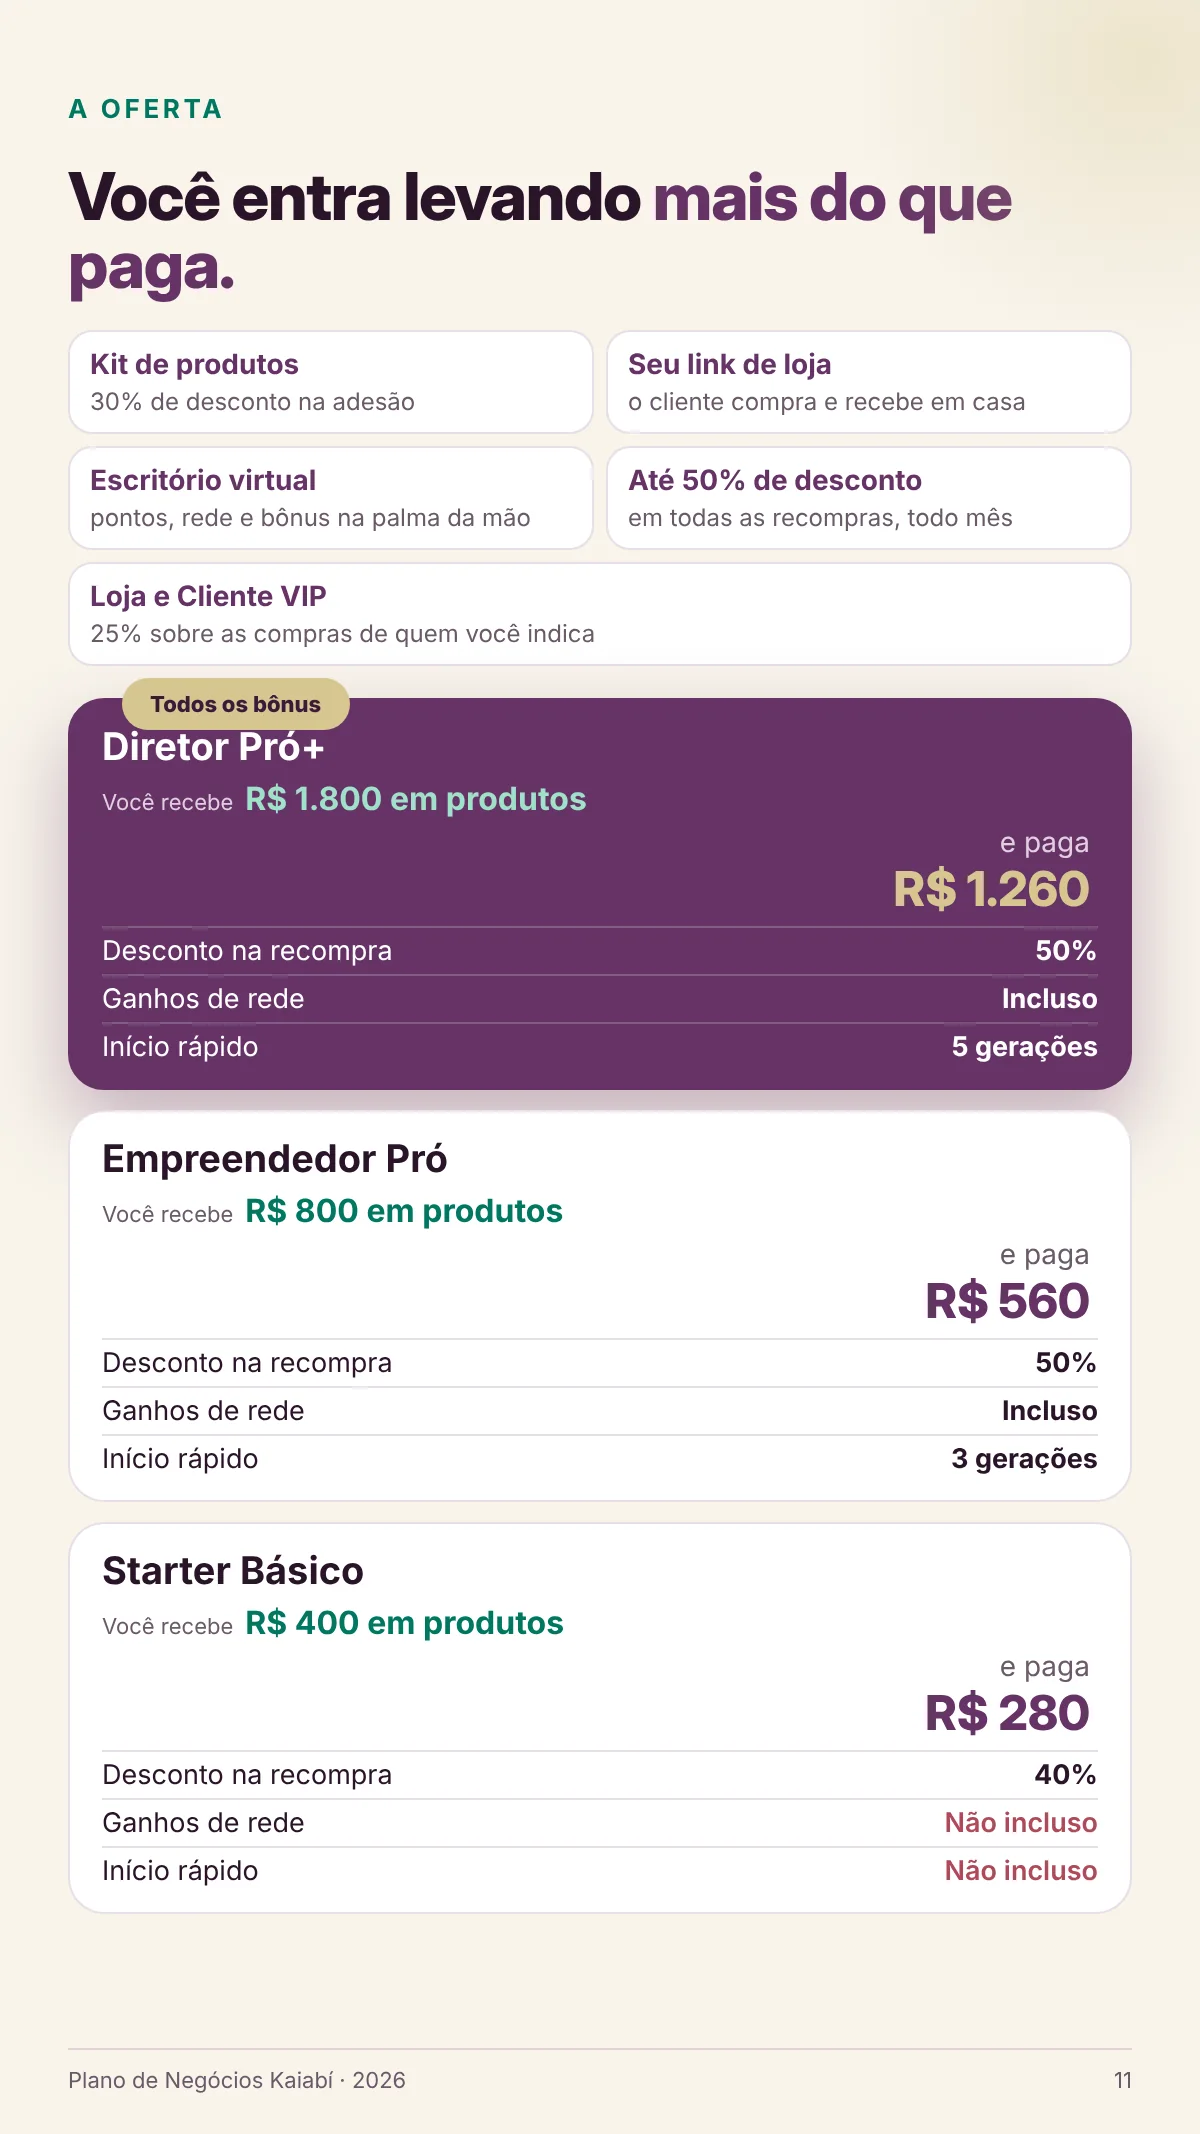 A OFERTA
Você entra levando mais do que
paga.
Kit de produtos
30% de desconto na adesão
Seu link de loja
o cliente compra e recebe em casa
Escritório virtual
pontos, rede e bônus na palma da mão
Até 50% de desconto
em todas as recompras, todo mês
Loja e Cliente VIP
25% sobre as compras de quem você indica
Todos os bônus
Diretor Pró+
Você recebe R$ 1.800 em produtos
e paga
R$ 1.260
Desconto na recompra 50%
Ganhos de rede Incluso
Início rápido 5 gerações
Empreendedor Pró
Você recebe R$ 800 em produtos
e paga
R$ 560
Desconto na recompra 50%
Ganhos de rede Incluso
Início rápido 3 gerações
Starter Básico
Você recebe R$ 400 em produtos
e paga
R$ 280
Desconto na recompra 40%
Ganhos de rede Não incluso
Início rápido Não incluso
Plano de Negócios Kaiabí · 2026 11